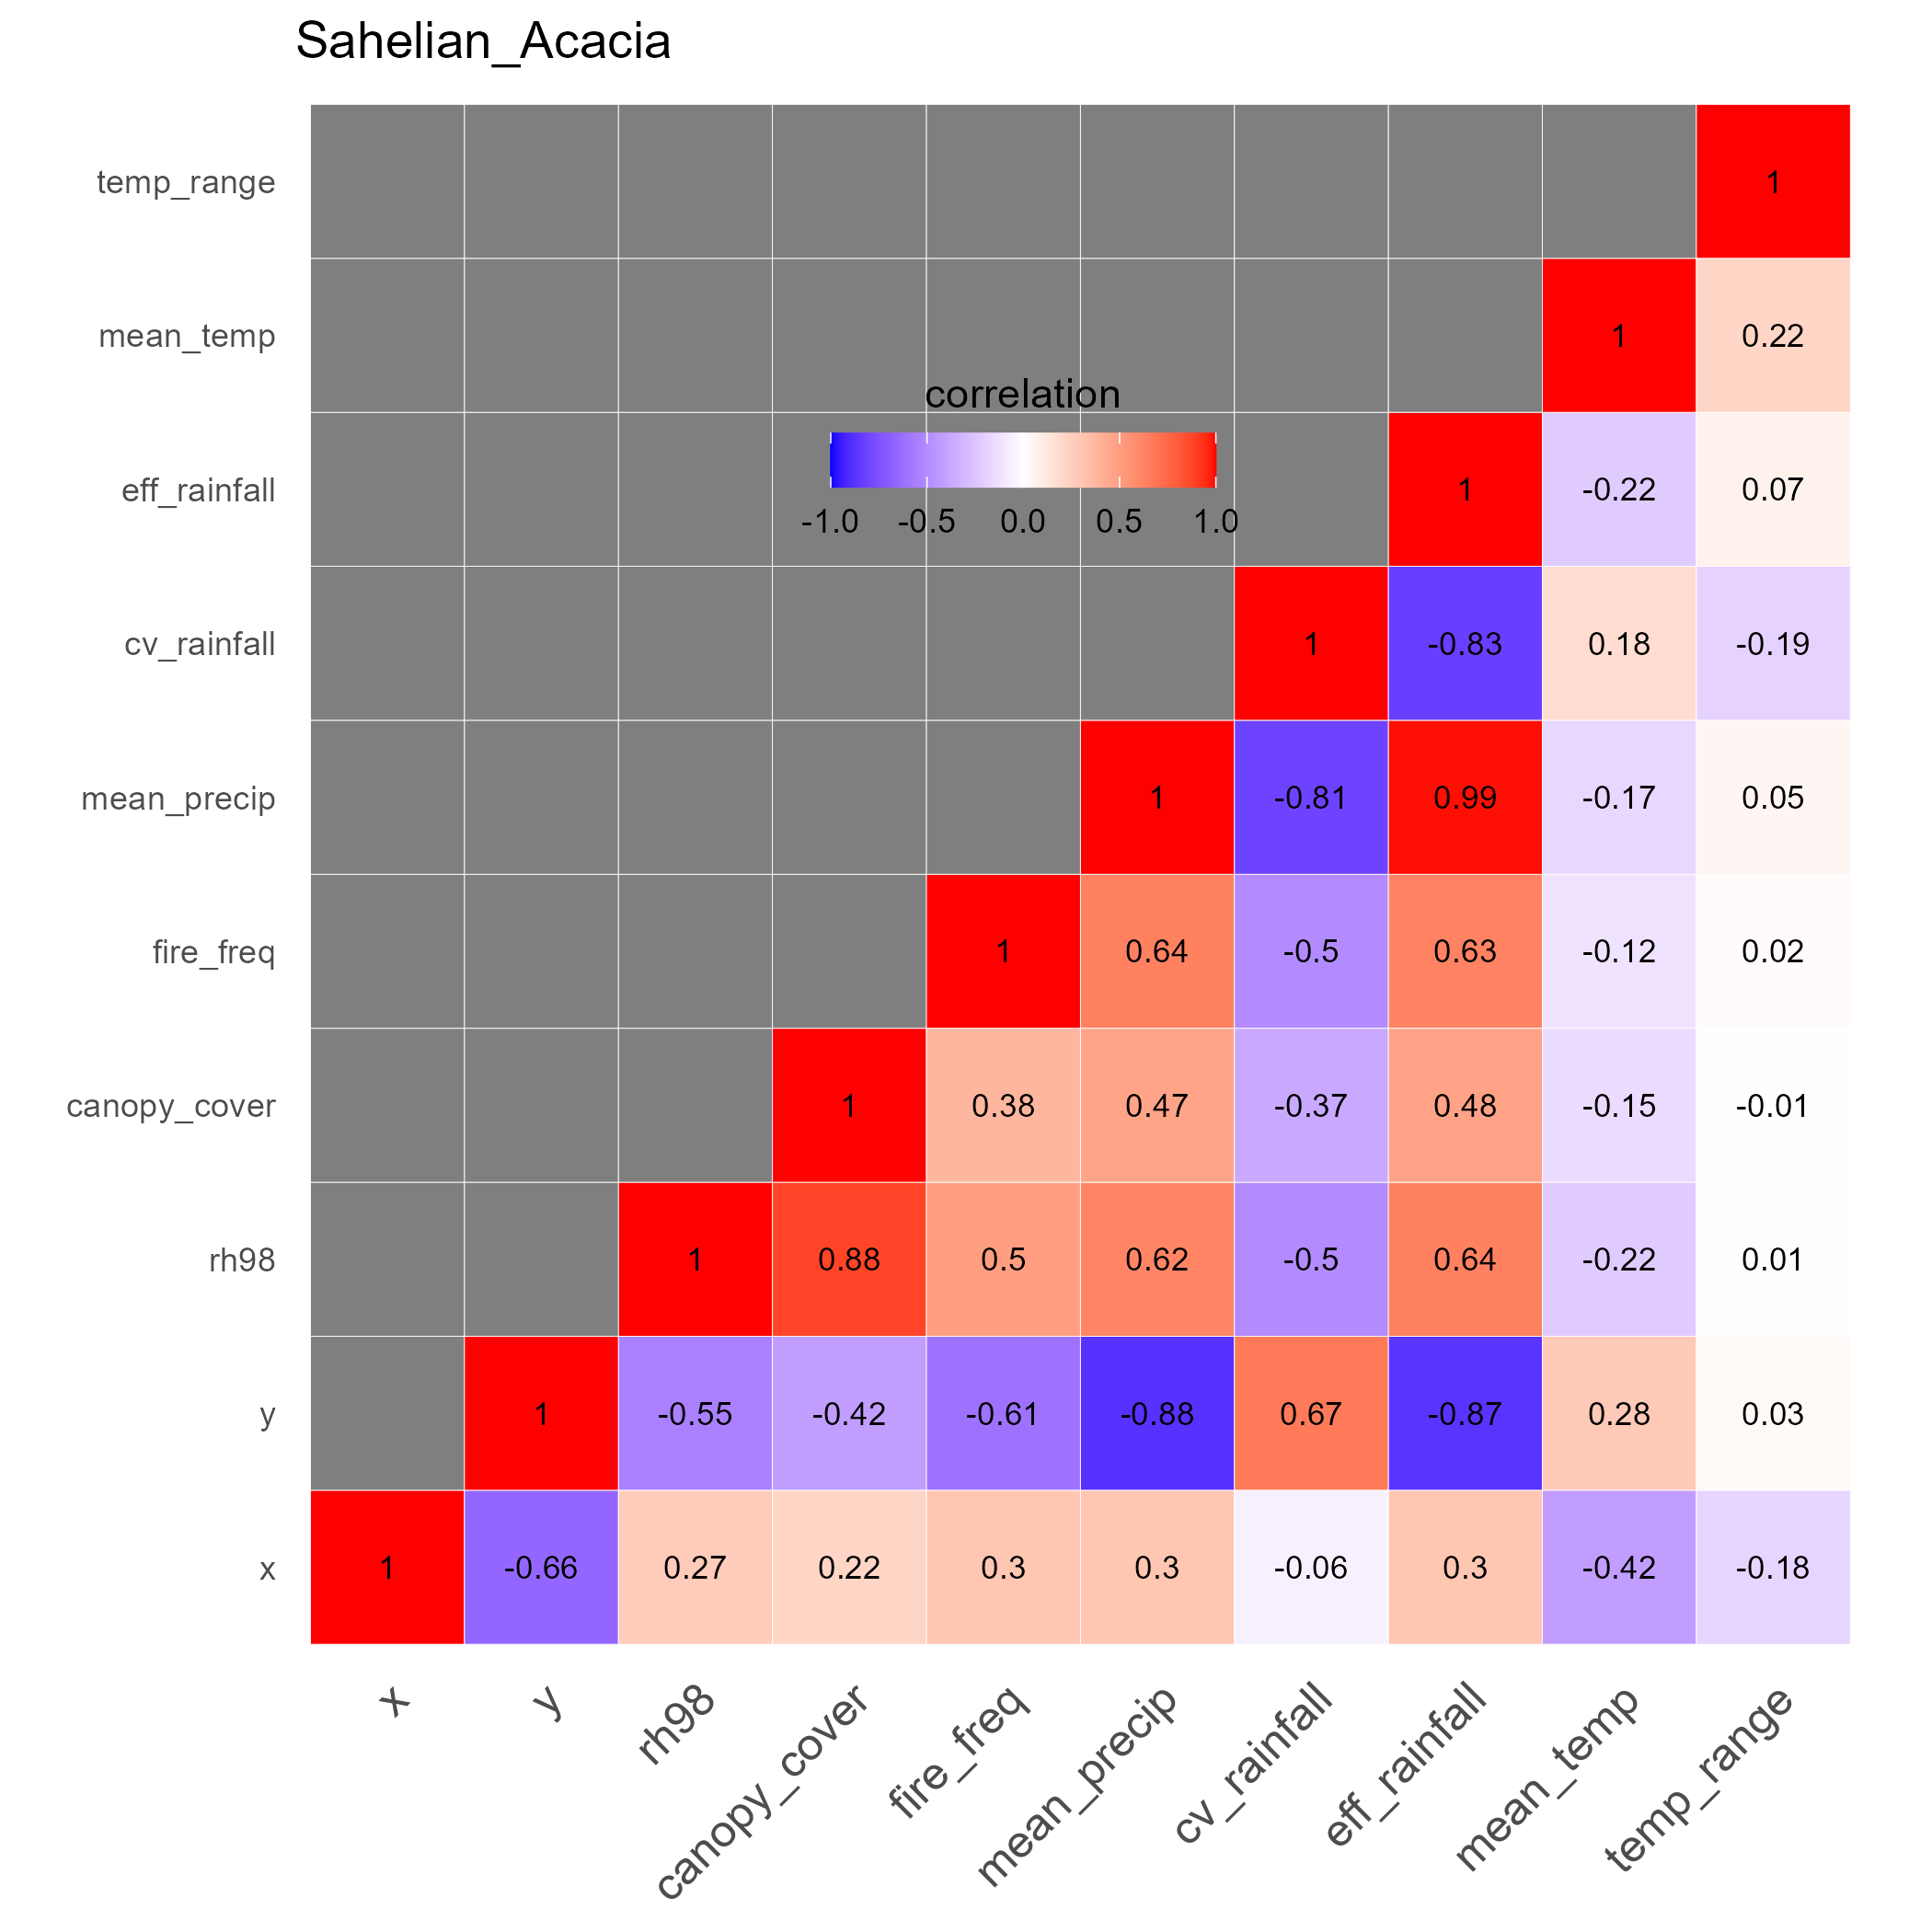 Sahelian_Acacia
temp_range 1
mean_temp 1 0.22
correlation
-1.0 -0.5 0.0 0.5 1.0
eff_rainfall 1 -0.22 0.07
cv_rainfall 1 -0.83 0.18 -0.19
mean_precip 1 -0.81 0.99 -0.17 0.05
fire_freq 1 0.64 -0.5 0.63 -0.12 0.02
canopy_cover 1 0.38 0.47 -0.37 0.48 -0.15 -0.01
rh98 1 0.88 0.5 0.62 -0.5 0.64 -0.22 0.01
y 1 -0.55 -0.42 -0.61 -0.88 0.67 -0.87 0.28 0.03
x 1 -0.66 0.27 0.22 0.3 0.3 -0.06 0.3 -0.42 -0.18
x y rh98 canopy_cover fire_freq mean_precip cv_rainfall eff_rainfall mean_temp temp_range